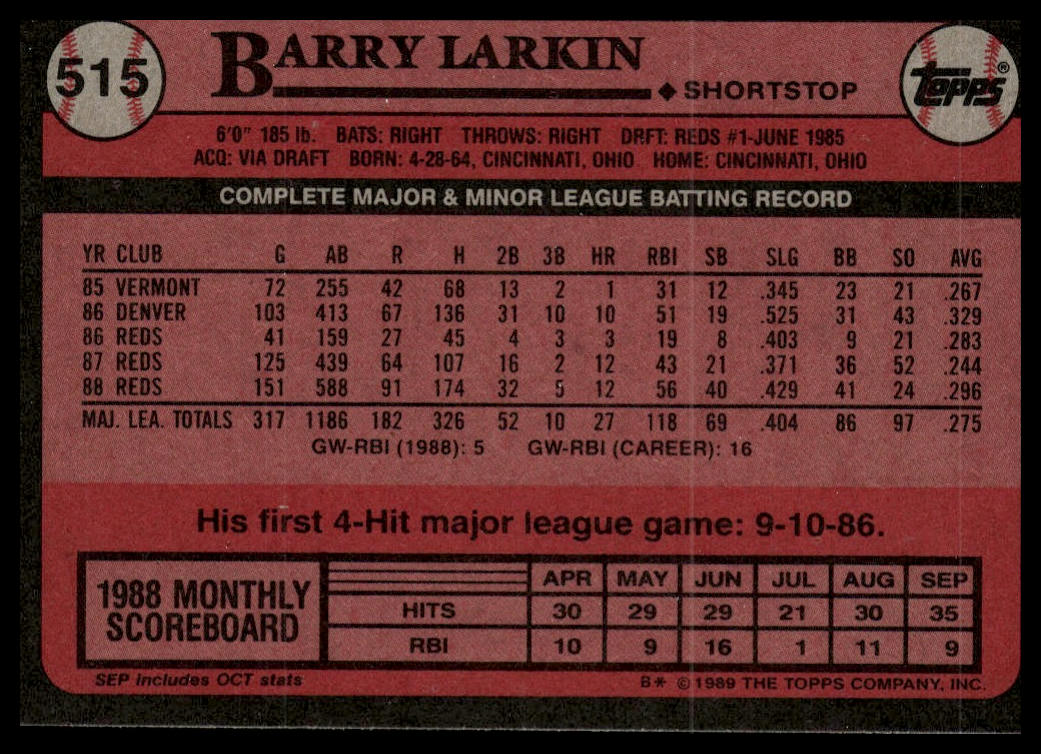 515
BARRY LARKIN
◆ SHORTSTOP
Topps®
6'0" 185 lb. BATS: RIGHT THROWS: RIGHT DRFT: REDS #1-JUNE 1985
ACQ: VIA DRAFT BORN: 4-28-64, CINCINNATI, OHIO HOME: CINCINNATI, OHIO
COMPLETE MAJOR & MINOR LEAGUE BATTING RECORD
YR CLUB G AB R H 2B 3B HR RBI SB SLG BB SO AVG
85 VERMONT 72 255 42 68 13 2 1 31 12 .345 23 21 .267
86 DENVER 103 413 67 136 31 10 10 51 19 .525 31 43 .329
86 REDS 41 159 27 45 4 3 3 19 8 .403 9 21 .283
87 REDS 125 439 64 107 16 2 12 43 21 .371 36 52 .244
88 REDS 151 588 91 174 32 5 12 56 40 .429 41 24 .296
MAJ. LEA. TOTALS 317 1186 182 326 52 10 27 118 69 .404 86 97 .275
GW-RBI (1988): 5 GW-RBI (CAREER): 16
His first 4-Hit major league game: 9-10-86.
1988 MONTHLY
SCOREBOARD
APR MAY JUN JUL AUG SEP
HITS 30 29 29 21 30 35
RBI 10 9 16 1 11 9
SEP includes OCT stats
B* © 1989 THE TOPPS COMPANY, INC.